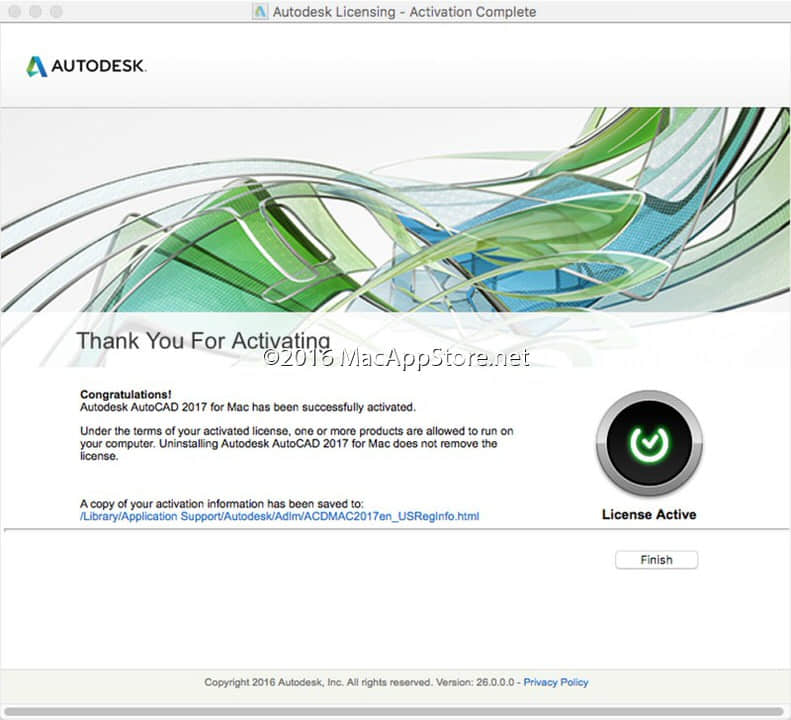 Autodesk Licensing - Activation Complete
AUTODESK.
Thank You For Activating
©2016 MacAppStore.net
Congratulations!
Autodesk AutoCAD 2017 for Mac has been successfully activated.
Under the terms of your activated license, one or more products are allowed to run on
your computer. Uninstalling Autodesk AutoCAD 2017 for Mac does not remove the
license.
A copy of your activation information has been saved to:
/Library/Application Support/Autodesk/Adlm/ACDMAC2017en_USRegInfo.html
License Active
Finish
Copyright 2016 Autodesk, Inc. All rights reserved. Version: 26.0.0.0 - Privacy Policy